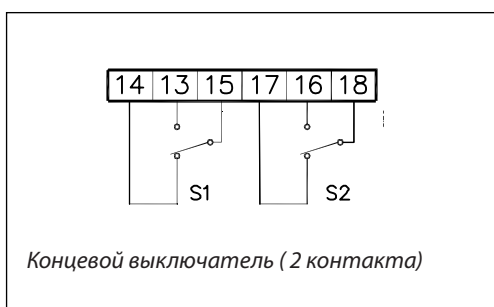 14 13 15 17 16 18
S1 S2
Концевой выключатель ( 2 контакта)